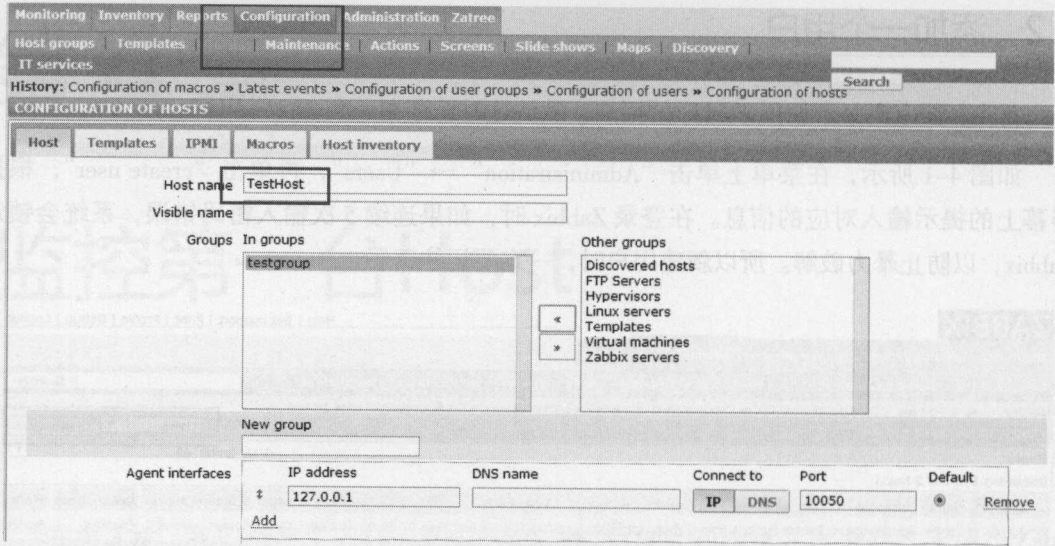 Monitoring Inventory Reports Configuration Administration Zatree
Host groups | Templates | | Maintenance | Actions | Screens | Slide shows | Maps | Discovery |
IT services
Search
History: Configuration of macros » Latest events » Configuration of user groups » Configuration of users » Configuration of hosts
CONFIGURATION OF HOSTS
Host Templates IPMI Macros Host inventory
Host name TestHost
Visible name
Groups In groups Other groups
testgroup
Discovered hosts
FTP Servers
Hypervisors
Linux servers
Templates
Virtual machines
Zabbix servers
«
»
New group
Agent interfaces IP address DNS name Connect to Port Default
127.0.0.1 IP DNS 10050 Remove
Add